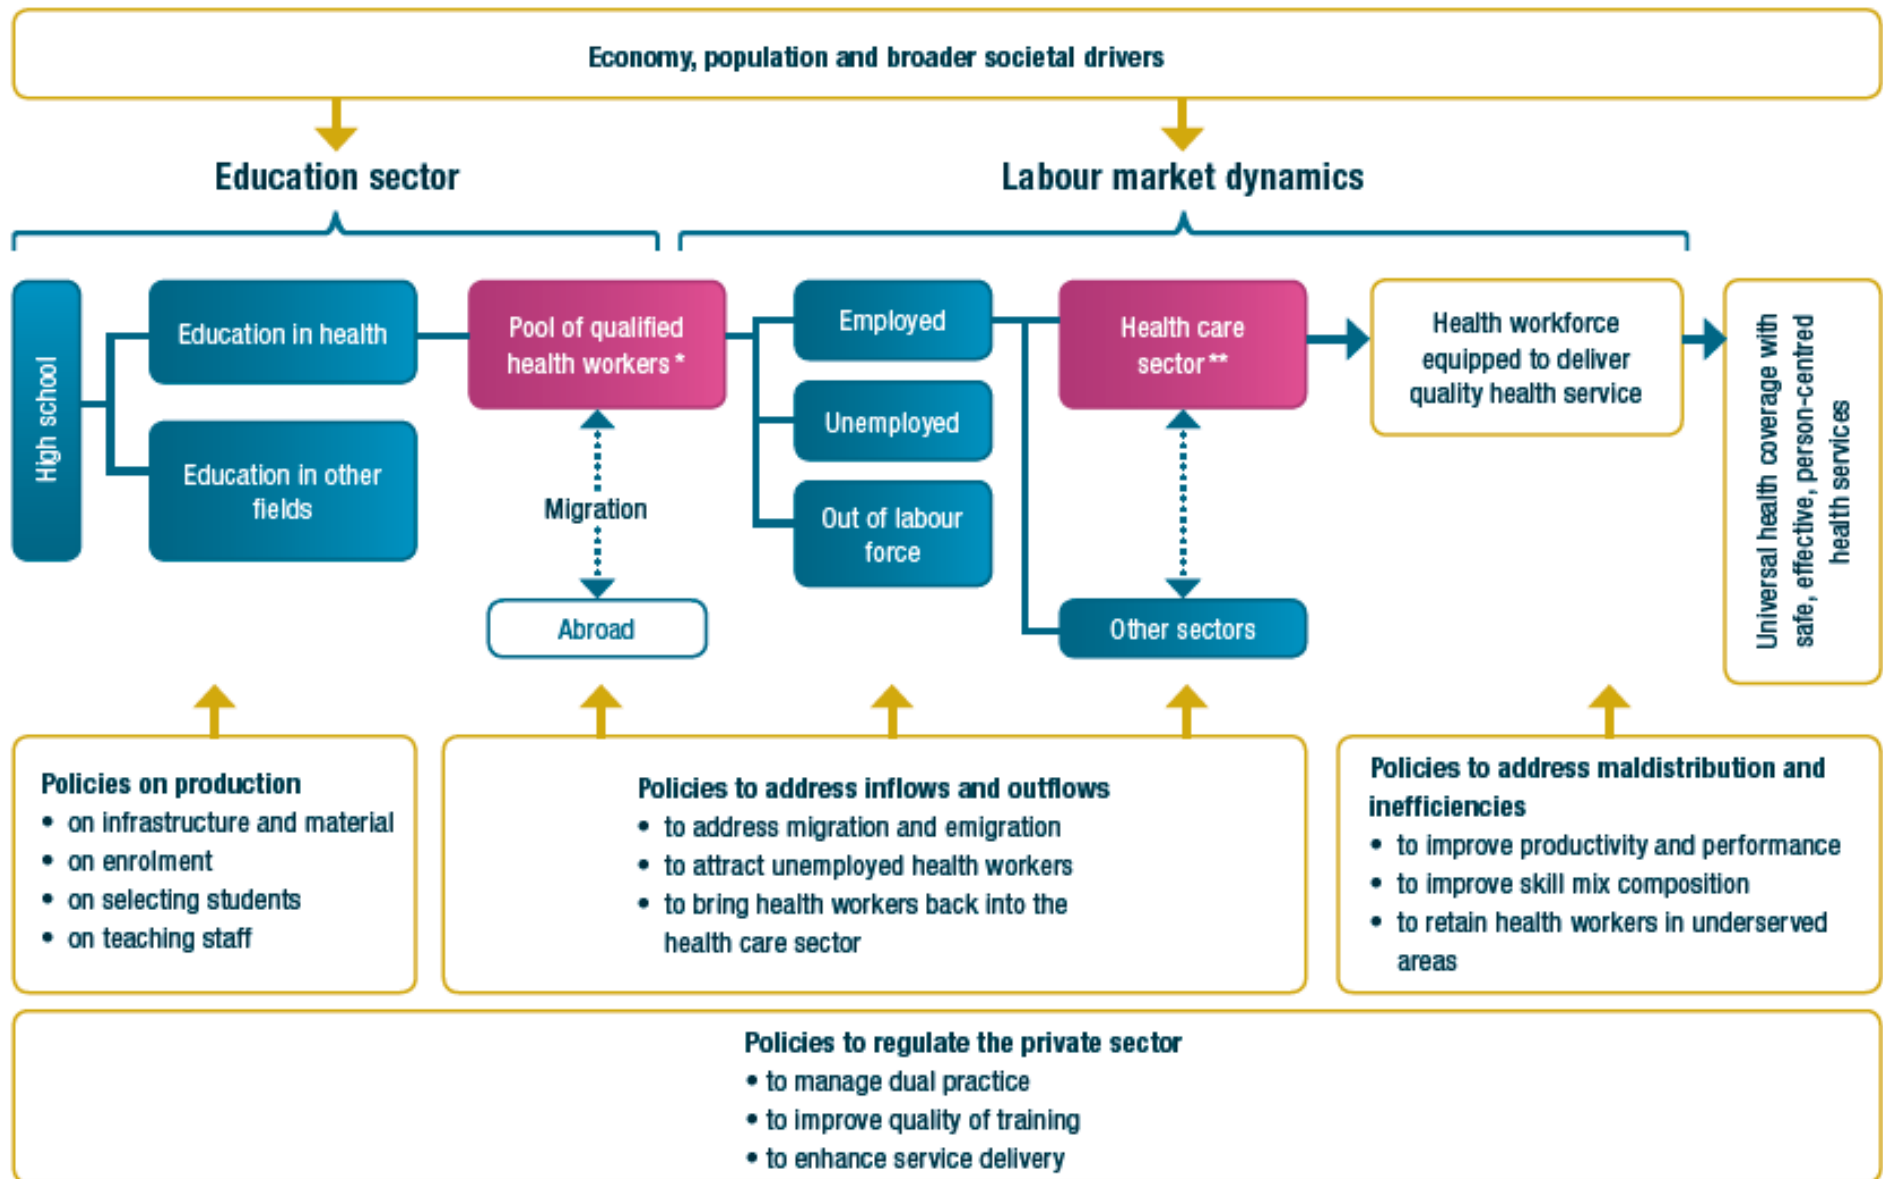 Economy, population and broader societal drivers
Education sector
Labour market dynamics
High school
Education in health
Education in other
fields
Pool of qualified
health workers *
Migration
Abroad
Employed
Unemployed
Out of labour
force
Health care
sector **
Other sectors
Health workforce
equipped to deliver
quality health service
Universal health coverage with
safe, effective, person-centred
health services
Policies on production
• on infrastructure and material
• on enrolment
• on selecting students
• on teaching staff
Policies to address inflows and outflows
• to address migration and emigration
• to attract unemployed health workers
• to bring health workers back into the
health care sector
Policies to address maldistribution and
inefficiencies
• to improve productivity and performance
• to improve skill mix composition
• to retain health workers in underserved
areas
Policies to regulate the private sector
• to manage dual practice
• to improve quality of training
• to enhance service delivery